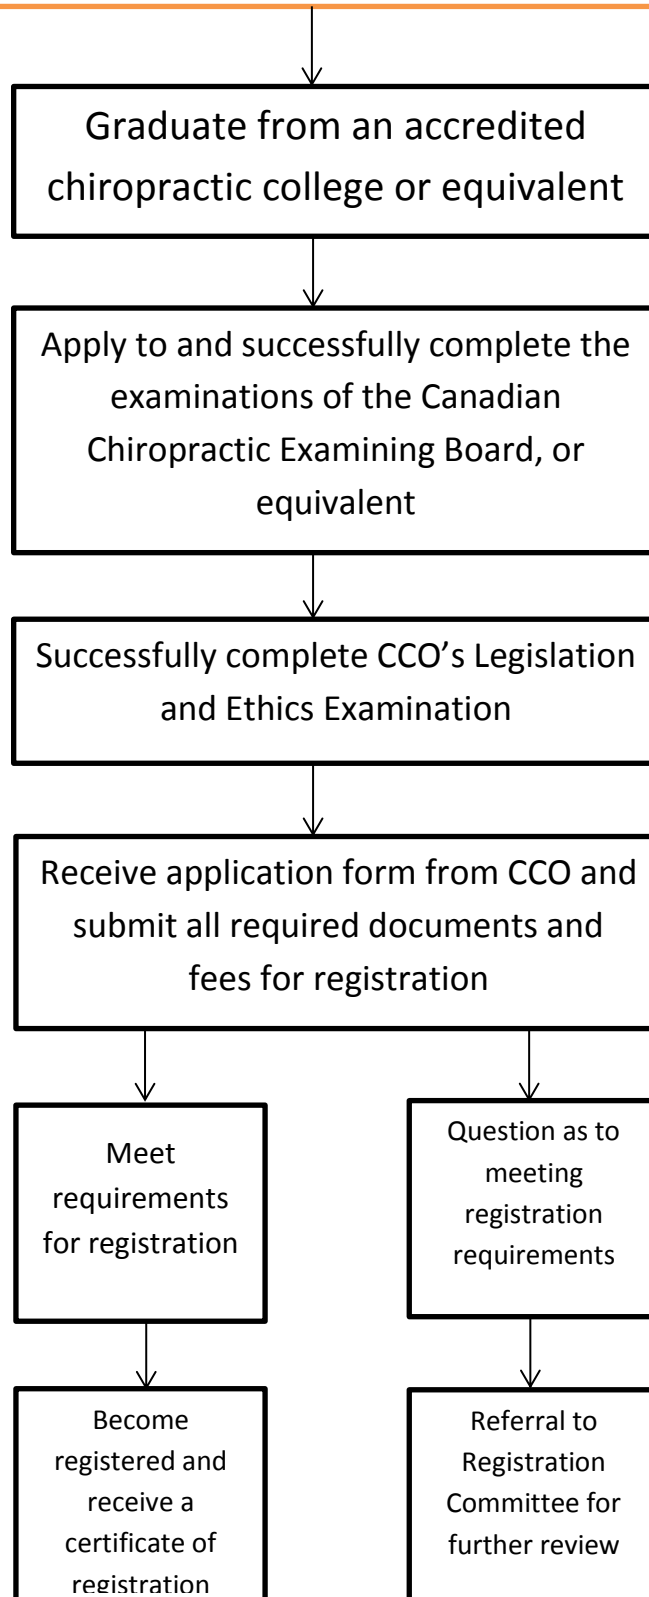 Graduate from an accredited
chiropractic college or equivalent
Apply to and successfully complete the
examinations of the Canadian
Chiropractic Examining Board, or
equivalent
Successfully complete CCO’s Legislation
and Ethics Examination
Receive application form from CCO and
submit all required documents and
fees for registration
Meet
requirements
for registration
Question as to
meeting
registration
requirements
Become
registered and
receive a
certificate of
registration
Referral to
Registration
Committee for
further review